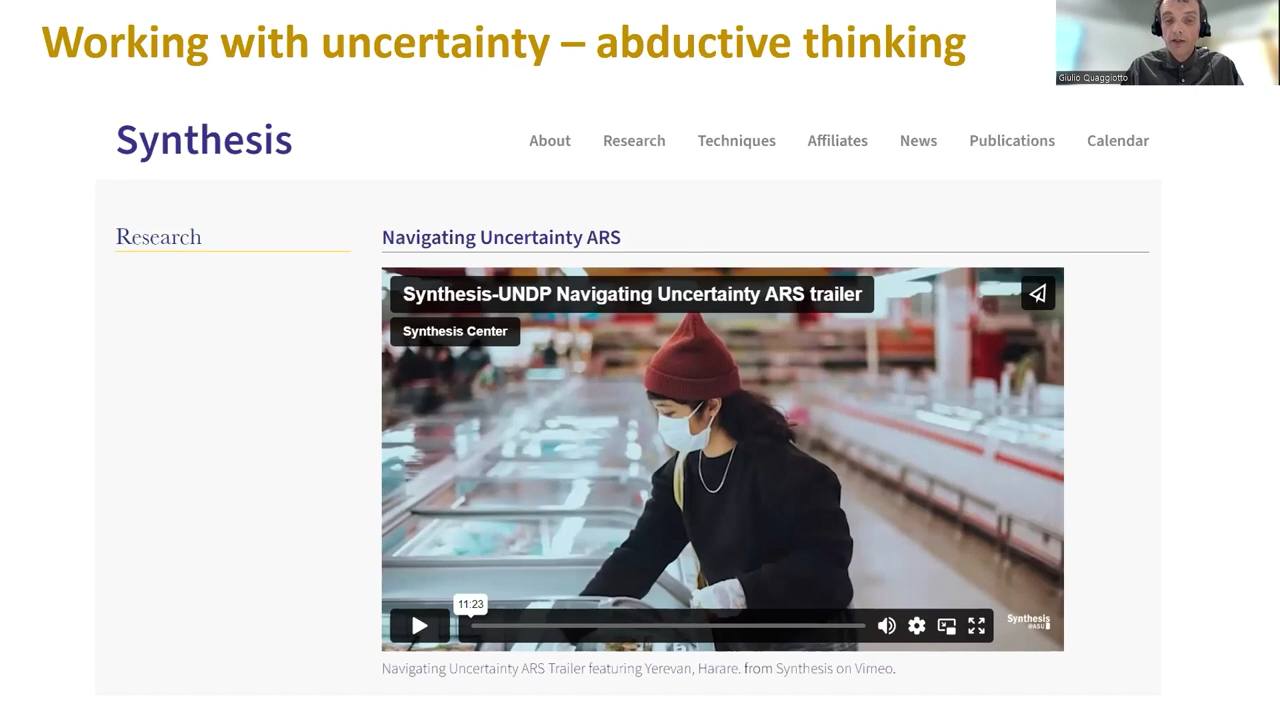 Working with uncertainty – abductive thinking
Giulio Quaggiotto
Synthesis
About Research Techniques Affiliates News Publications Calendar
Research
Navigating Uncertainty ARS
Synthesis-UNDP Navigating Uncertainty ARS trailer
Synthesis Center
11:23
Synthesis
@ASU
Navigating Uncertainty ARS Trailer featuring Yerevan, Harare. from Synthesis on Vimeo.